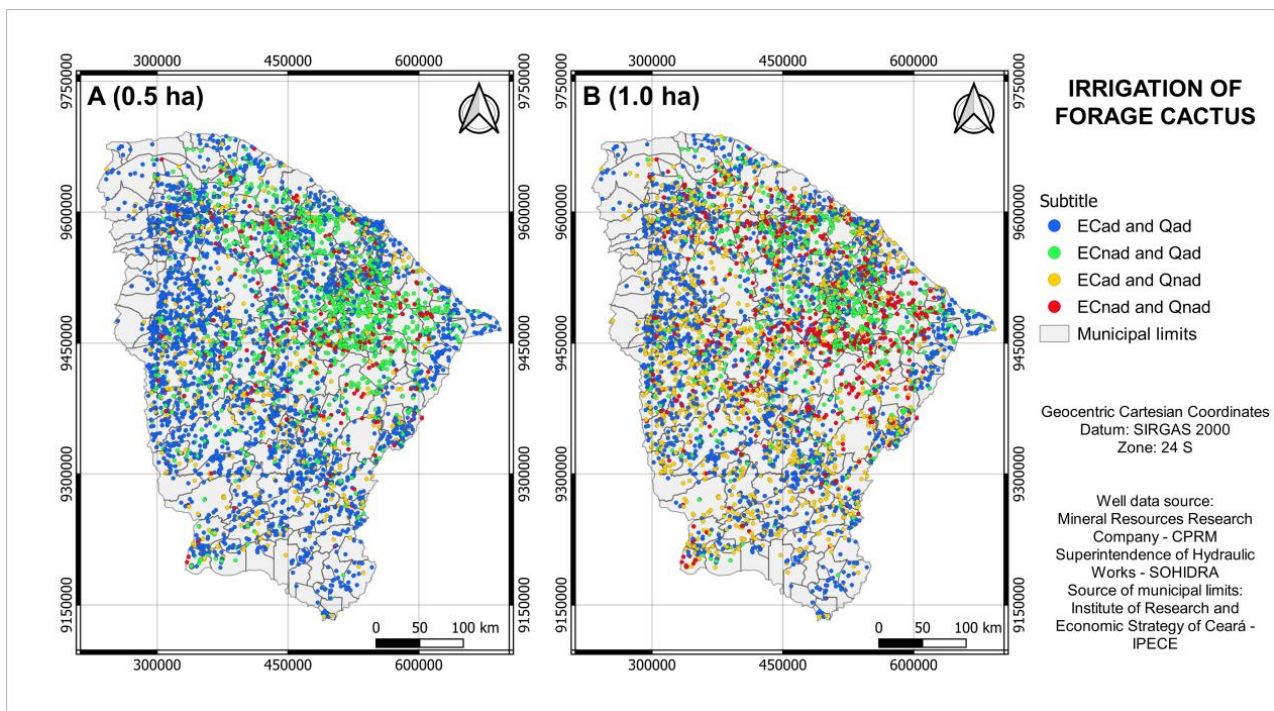 300000 450000 600000
300000 450000 600000
A (0.5 ha)
B (1.0 ha)
9750000 9750000 9750000 9750000
9600000 9600000 9600000 9600000
9450000 9450000 9450000 9450000
9300000 9300000 9300000 9300000
9150000 9150000 9150000 9150000
0 50 100 km
0 50 100 km
300000 450000 600000
300000 450000 600000
IRRIGATION OF
FORAGE CACTUS
Subtitle
ECad and Qad
ECnad and Qad
ECad and Qnad
ECnad and Qnad
Municipal limits
Geocentric Cartesian Coordinates
Datum: SIRGAS 2000
Zone: 24 S
Well data source:
Mineral Resources Research
Company - CPRM
Superintendence of Hydraulic
Works - SOHIDRA
Source of municipal limits:
Institute of Research and
Economic Strategy of Ceará -
IPECE